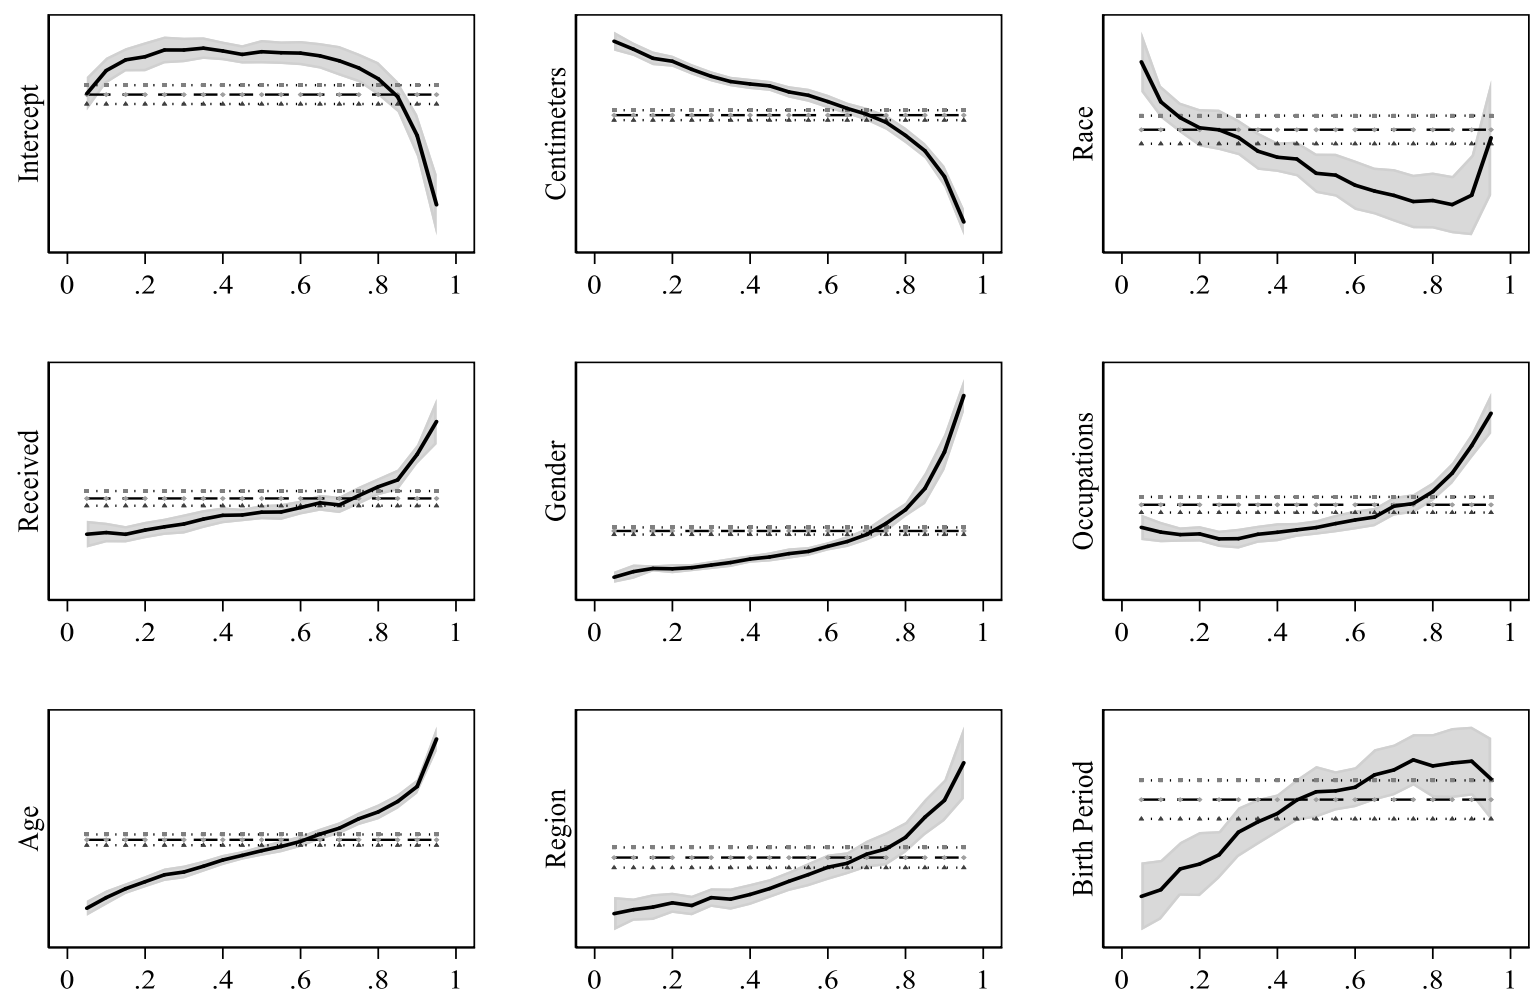 Intercept
0 .2 .4 .6 .8 1
Centimeters
0 .2 .4 .6 .8 1
Race
0 .2 .4 .6 .8 1
Received
0 .2 .4 .6 .8 1
Gender
0 .2 .4 .6 .8 1
Occupations
0 .2 .4 .6 .8 1
Age
0 .2 .4 .6 .8 1
Region
0 .2 .4 .6 .8 1
Birth Period
0 .2 .4 .6 .8 1